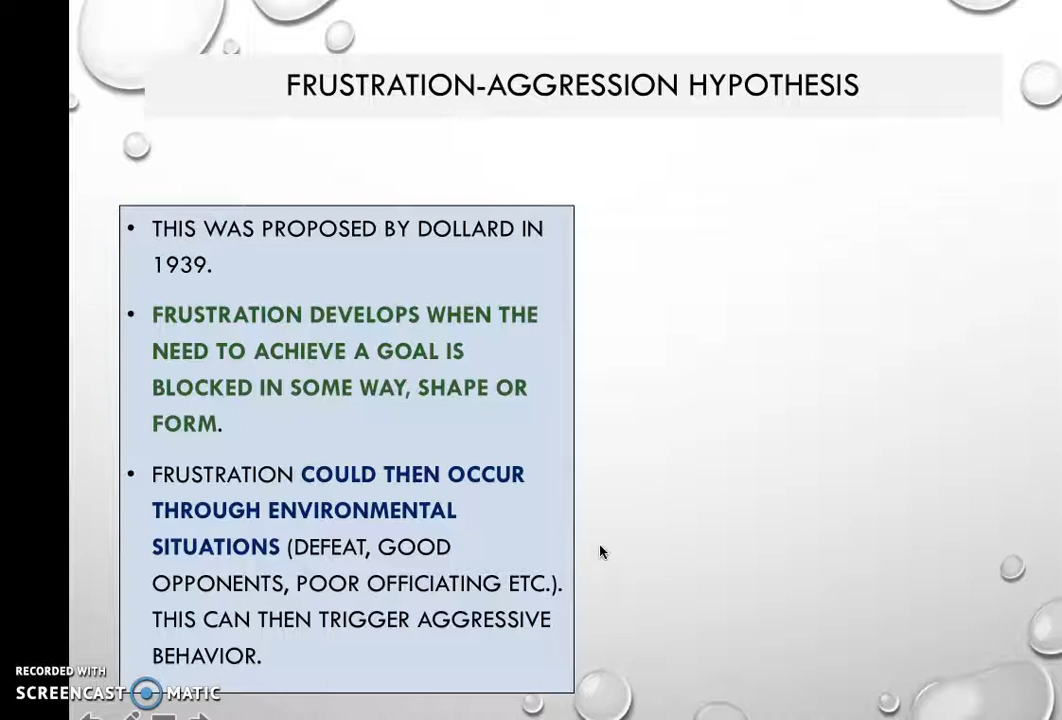 FRUSTRATION-AGGRESSION HYPOTHESIS
• THIS WAS PROPOSED BY DOLLARD IN
1939.
• FRUSTRATION DEVELOPS WHEN THE
NEED TO ACHIEVE A GOAL IS
BLOCKED IN SOME WAY, SHAPE OR
FORM.
• FRUSTRATION COULD THEN OCCUR
THROUGH ENVIRONMENTAL
SITUATIONS (DEFEAT, GOOD
OPPONENTS, POOR OFFICIATING ETC.).
THIS CAN THEN TRIGGER AGGRESSIVE
BEHAVIOR.
RECORDED WITH
SCREENCAST MATIC